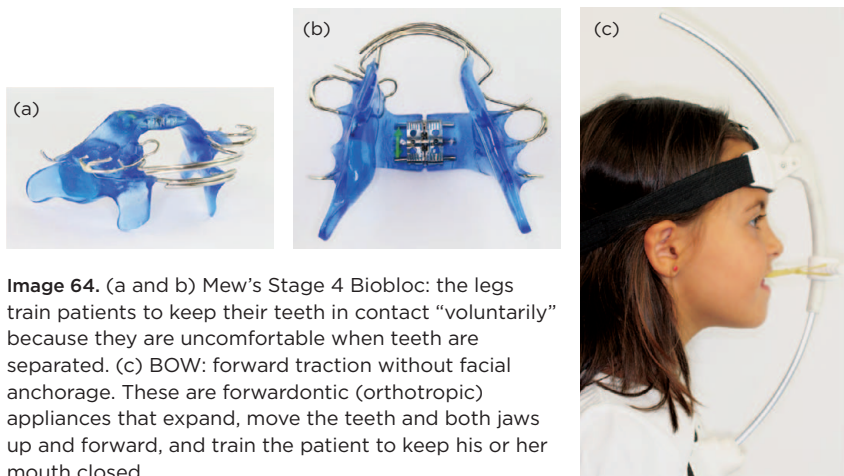 (a)
(b)
(c)
Image 64. (a and b) Mew's Stage 4 Biobloc: the legs
train patients to keep their teeth in contact “voluntarily”
because they are uncomfortable when teeth are
separated. (c) BOW: forward traction without facial
anchorage. These are forwardontic (orthotropic)
appliances that expand, move the teeth and both jaws
up and forward, and train the patient to keep his or her
mouth closed.